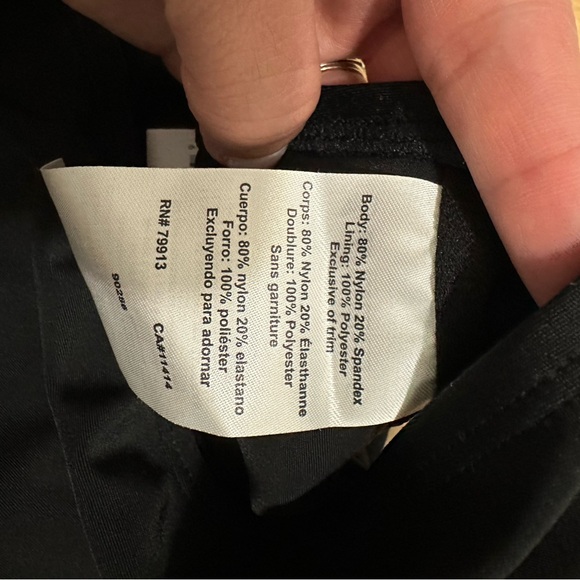 Body: 80% Nylon 20% Spandex
Lining: 100% Polyester
Exclusive of trim
Corps: 80% Nylon 20% Élasthanne
Doublure: 100% Polyester
Sans garniture
Cuerpo: 80% nylon 20% elastano
Forro: 100% poliéster
Excluyendo para adornar
RN# 79913 CA#11414
90288